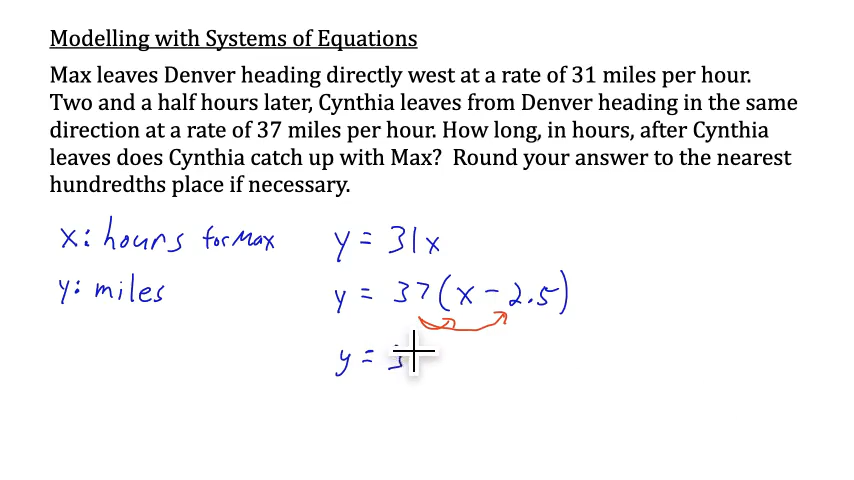 Modelling with Systems of Equations
Max leaves Denver heading directly west at a rate of 31 miles per hour.
Two and a half hours later, Cynthia leaves from Denver heading in the same
direction at a rate of 37 miles per hour. How long, in hours, after Cynthia
leaves does Cynthia catch up with Max? Round your answer to the nearest
hundredths place if necessary.
x: hours for Max
y = 31x
y: miles
y = 37(x - 2.5)
y = 3